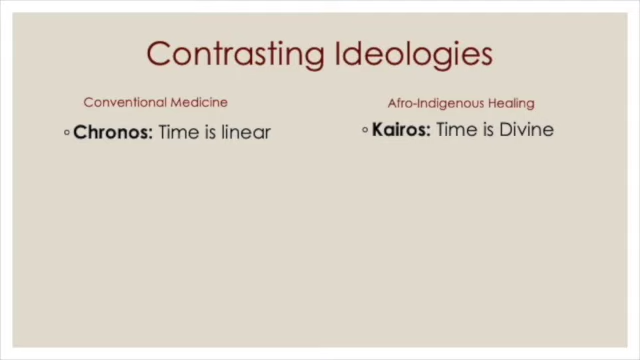 Contrasting Ideologies
Conventional Medicine
◦Chronos: Time is linear
Afro-Indigenous Healing
◦Kairos: Time is Divine